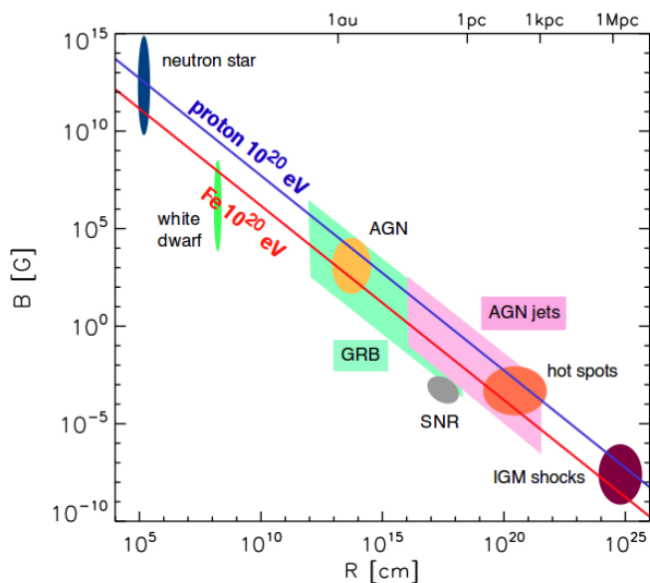 1au 1pc 1kpc 1Mpc
10^15
neutron star
proton 10^20 eV
10^10
Fe 10^20 eV
white
dwarf
10^5
AGN
B [G]
10^0
AGN jets
GRB
hot spots
10^-5
SNR
IGM shocks
10^-10
10^5 10^10 10^15 10^20 10^25
R [cm]